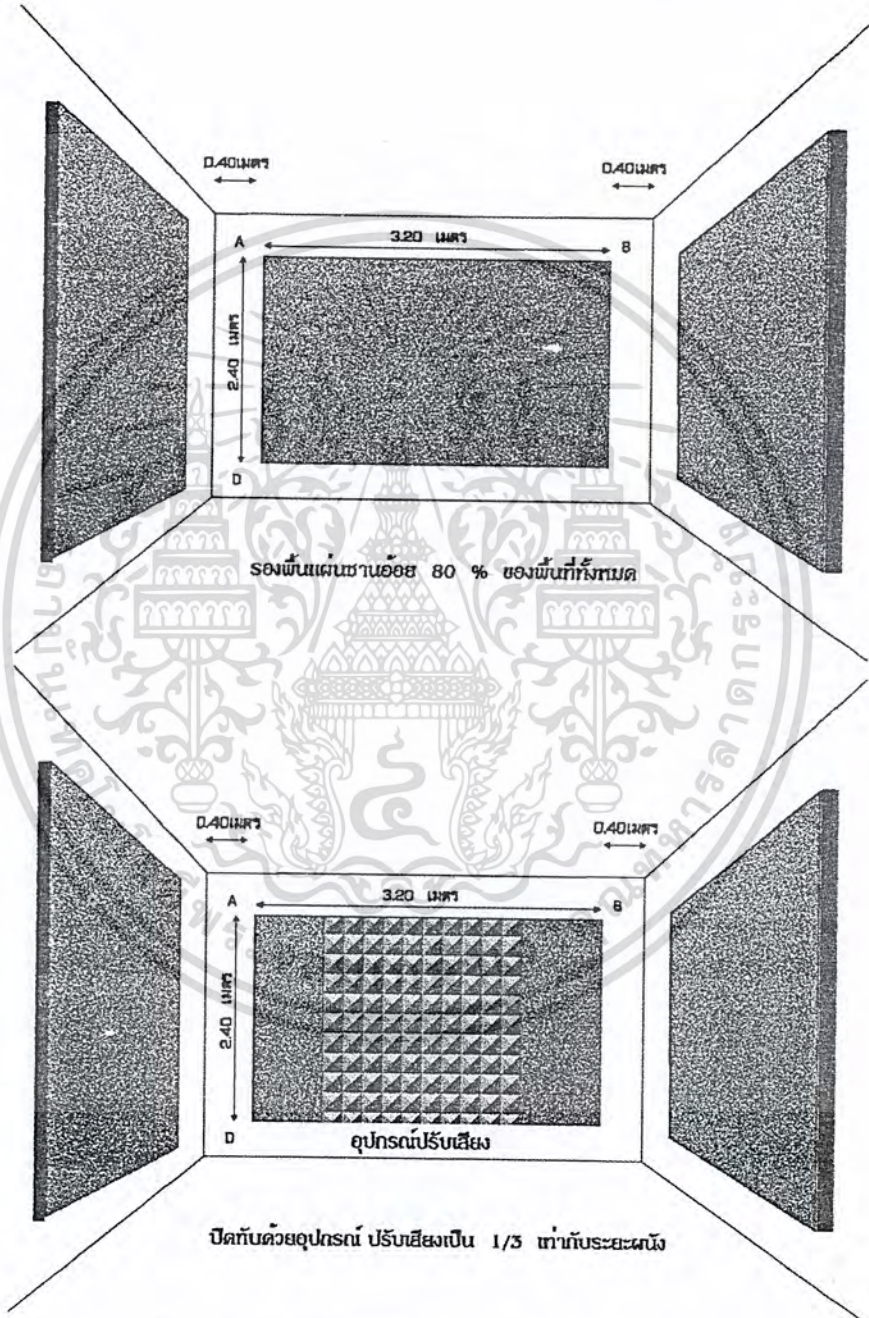 0.40เมตร 0.40เมตร
A 3.20 เมตร B
2.40 เมตร
D
รองพื้นแผ่นชานอ้อย 80 % ของพื้นที่ทั้งหมด
0.40เมตร 0.40เมตร
A 3.20 เมตร B
2.40 เมตร
D
อุปกรณ์ปรับเสียง
ปิดทับด้วยอุปกรณ์ ปรับเสียงเป็น 1/3 เท่ากับระยะผนัง